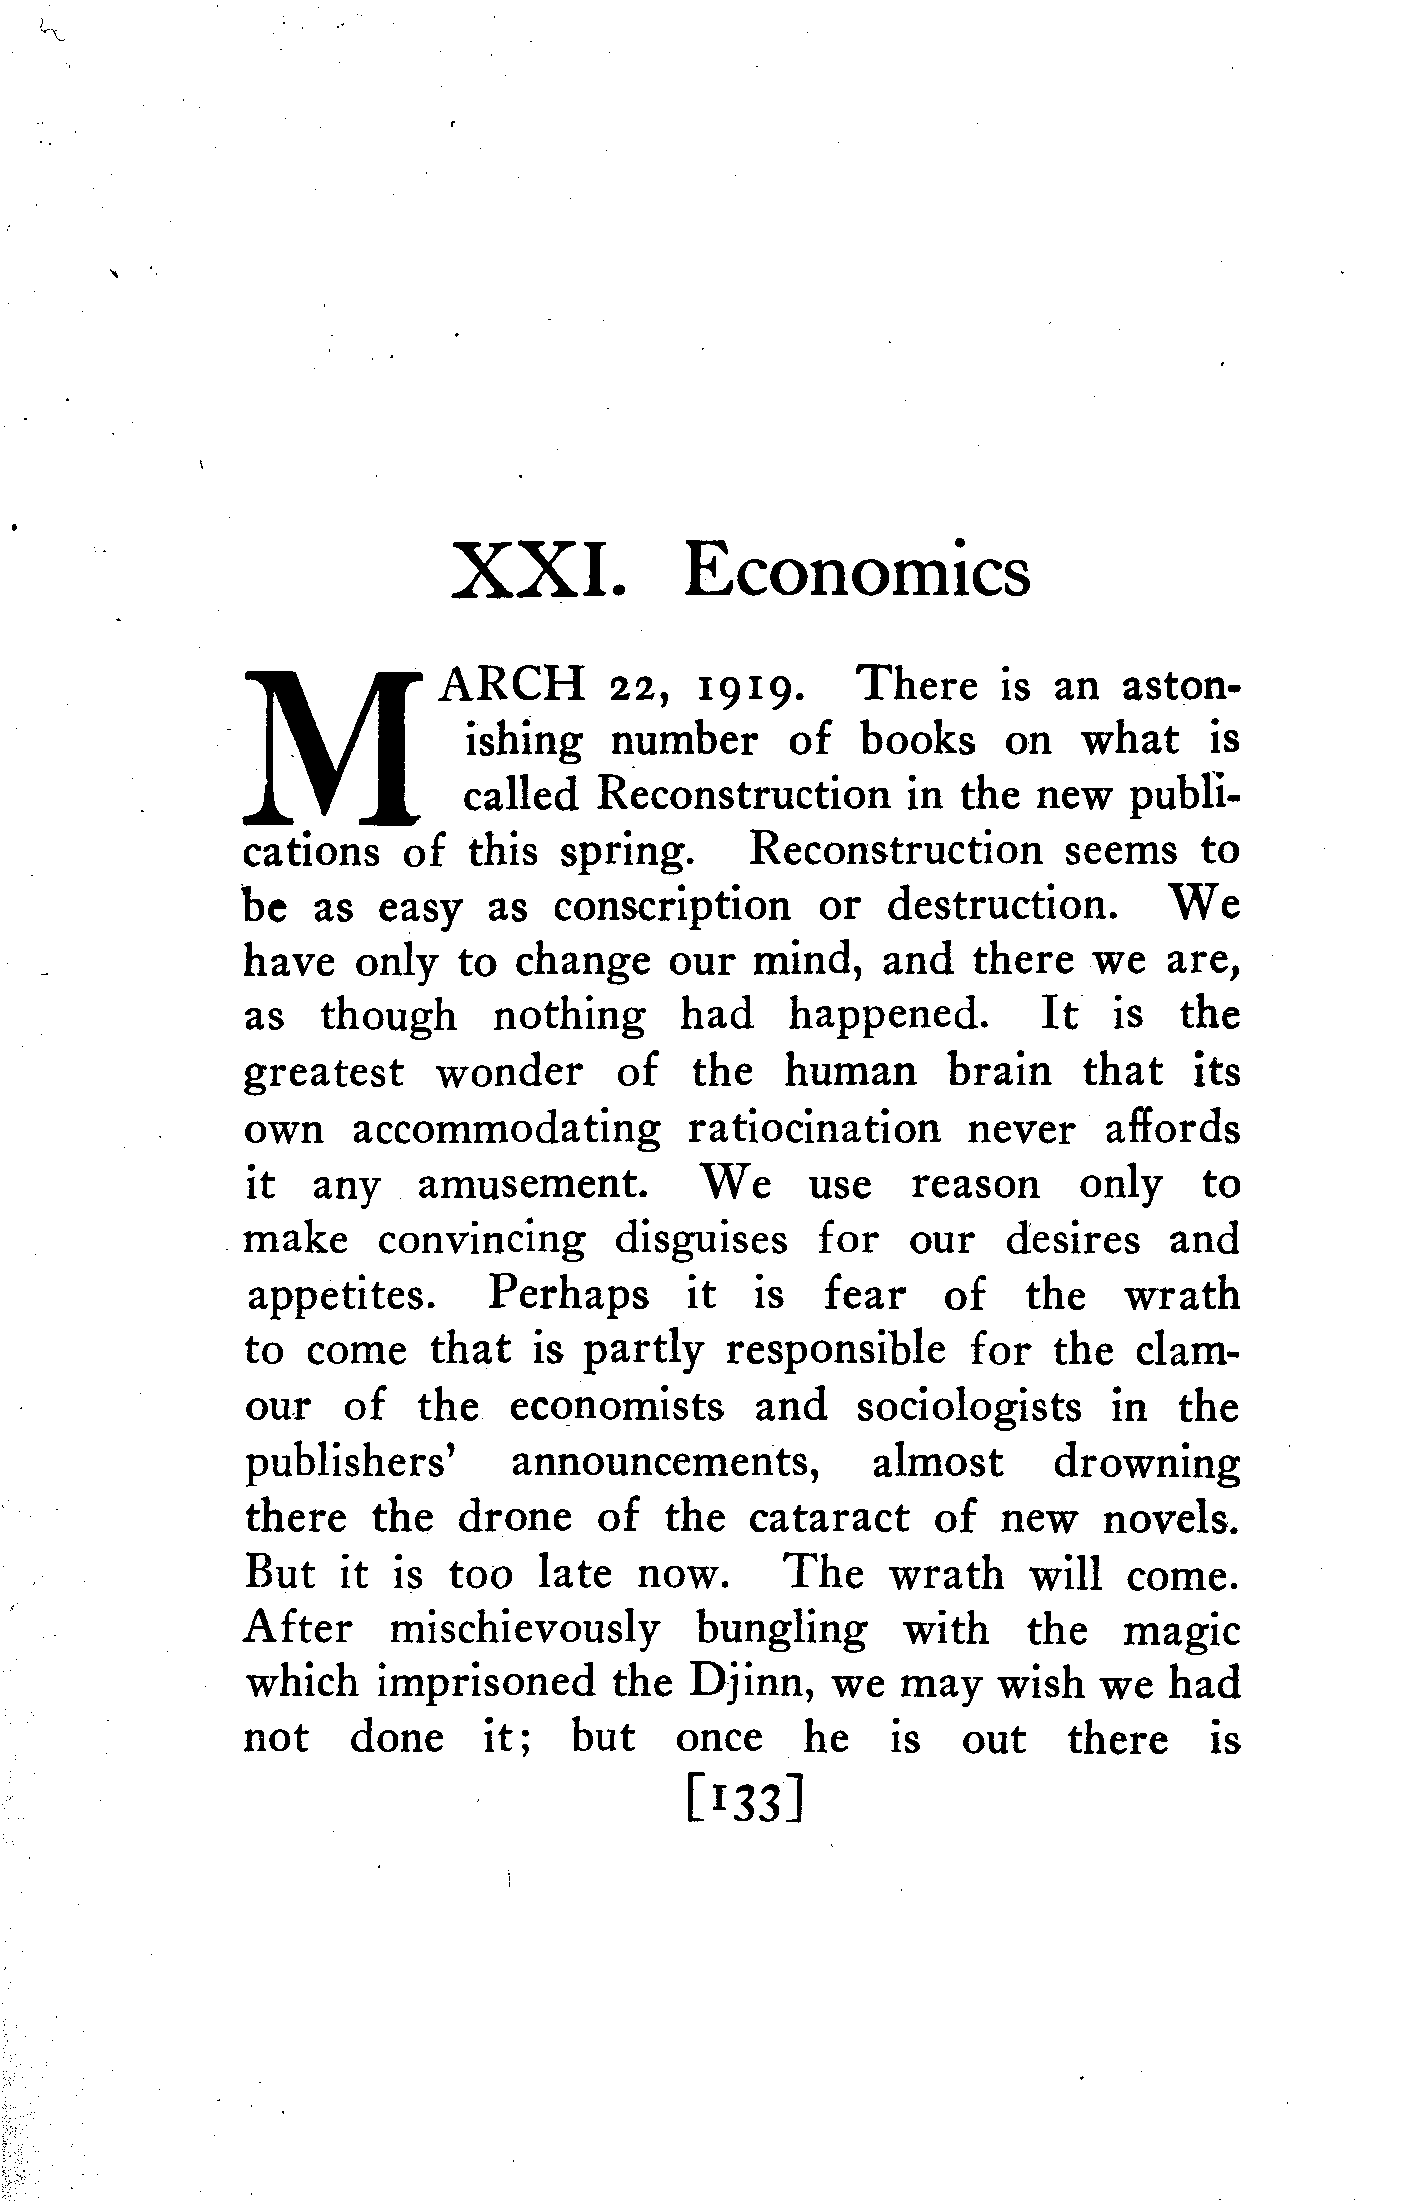 XXI. Economics
MARCH 22, 1919. There is an aston-
ishing number of books on what is
called Reconstruction in the new publi-
cations of this spring. Reconstruction seems to
be as easy as conscription or destruction. We
have only to change our mind, and there we are,
as though nothing had happened. It is the
greatest wonder of the human brain that its
own accommodating ratiocination never affords
it any amusement. We use reason only to
make convincing disguises for our desires and
appetites. Perhaps it is fear of the wrath
to come that is partly responsible for the clam-
our of the economists and sociologists in the
publishers' announcements, almost drowning
there the drone of the cataract of new novels.
But it is too late now. The wrath will come.
After mischievously bungling with the magic
which imprisoned the Djinn, we may wish we had
not done it; but once he is out there is
[133]